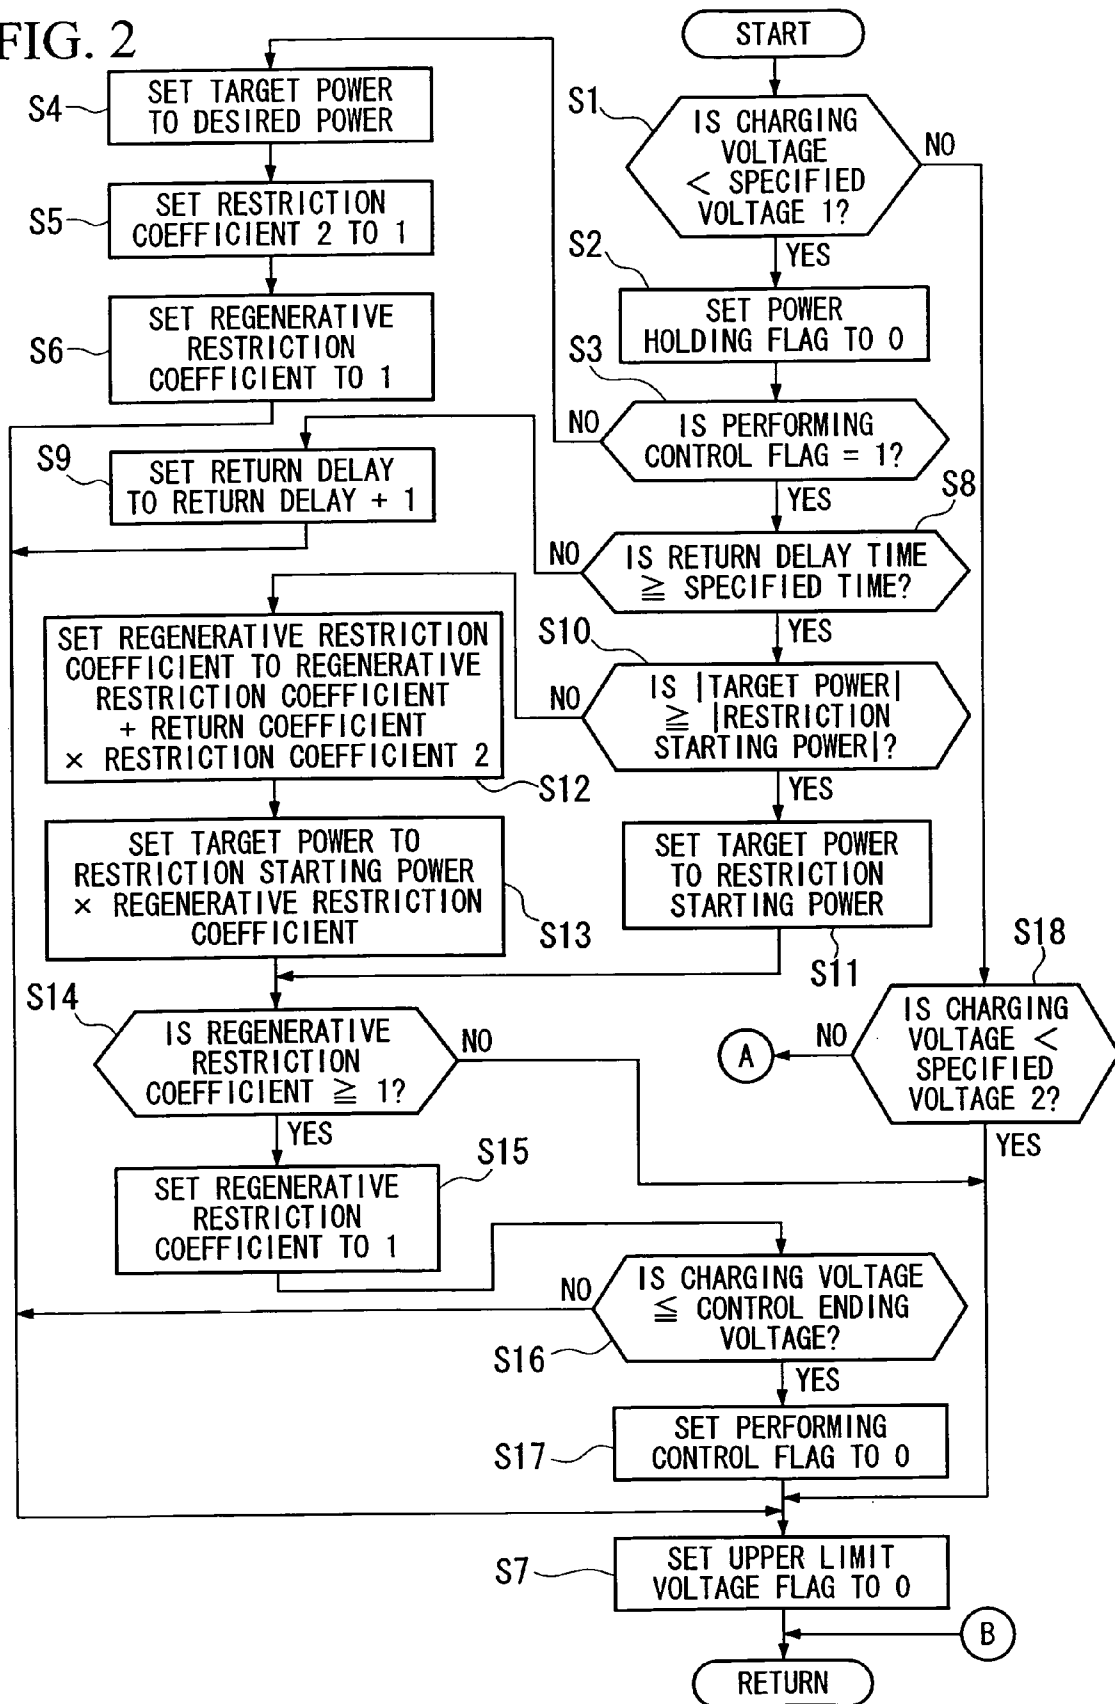 FIG. 2
START
S1
IS CHARGING
VOLTAGE
< SPECIFIED
VOLTAGE 1?
NO
YES
S2
SET POWER
HOLDING FLAG TO 0
S3
IS PERFORMING
CONTROL FLAG = 1?
NO
YES
S4
SET TARGET POWER
TO DESIRED POWER
S5
SET RESTRICTION
COEFFICIENT 2 TO 1
S6
SET REGENERATIVE
RESTRICTION
COEFFICIENT TO 1
S8
IS RETURN DELAY TIME
≧ SPECIFIED TIME?
NO
YES
S9
SET RETURN DELAY
TO RETURN DELAY + 1
S10
IS |TARGET POWER|
≧ |RESTRICTION
STARTING POWER|?
NO
YES
S12
SET REGENERATIVE RESTRICTION
COEFFICIENT TO REGENERATIVE
RESTRICTION COEFFICIENT
+ RETURN COEFFICIENT
× RESTRICTION COEFFICIENT 2
S13
SET TARGET POWER TO
RESTRICTION STARTING POWER
× REGENERATIVE RESTRICTION
COEFFICIENT
S11
SET TARGET POWER
TO RESTRICTION
STARTING POWER
S18
IS CHARGING
VOLTAGE <
SPECIFIED
VOLTAGE 2?
NO
A
YES
S14
IS REGENERATIVE
RESTRICTION
COEFFICIENT ≧ 1?
NO
YES
S15
SET REGENERATIVE
RESTRICTION
COEFFICIENT TO 1
S16
IS CHARGING VOLTAGE
≦ CONTROL ENDING
VOLTAGE?
NO
YES
S17
SET PERFORMING
CONTROL FLAG TO 0
S7
SET UPPER LIMIT
VOLTAGE FLAG TO 0
B
RETURN